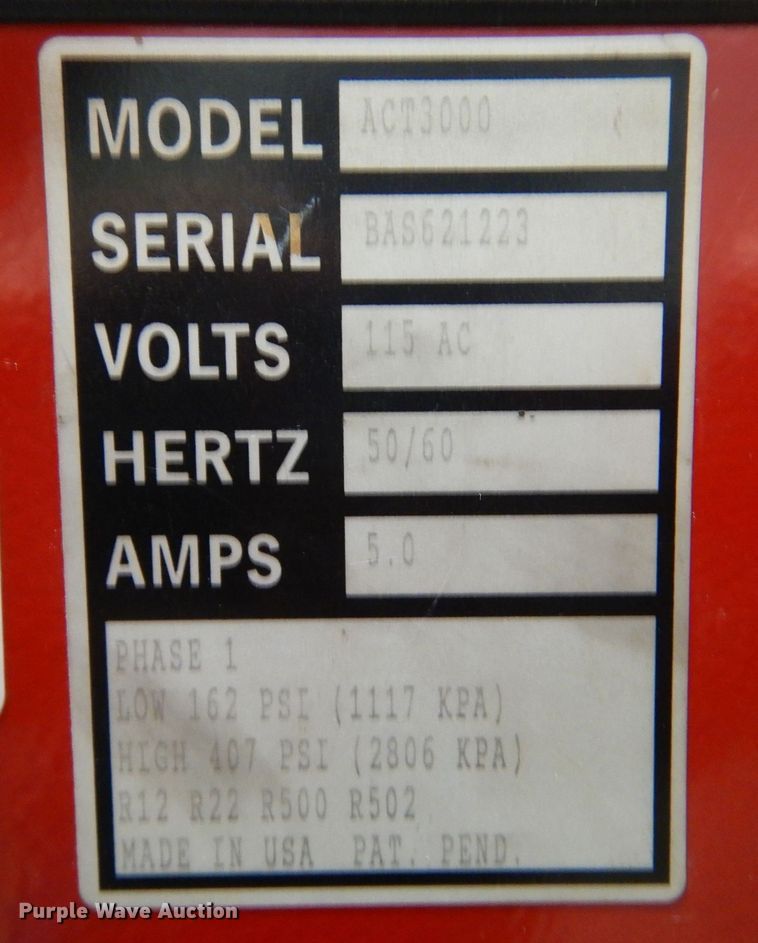 MODEL ACT3000
SERIAL BAS621223
VOLTS 115 AC
HERTZ 50/60
AMPS 5.0
PHASE 1
LOW 162 PSI (1117 KPA)
HIGH 407 PSI (2806 KPA)
R12 R22 R500 R502
MADE IN USA PAT. PEND.
Purple Wave Auction